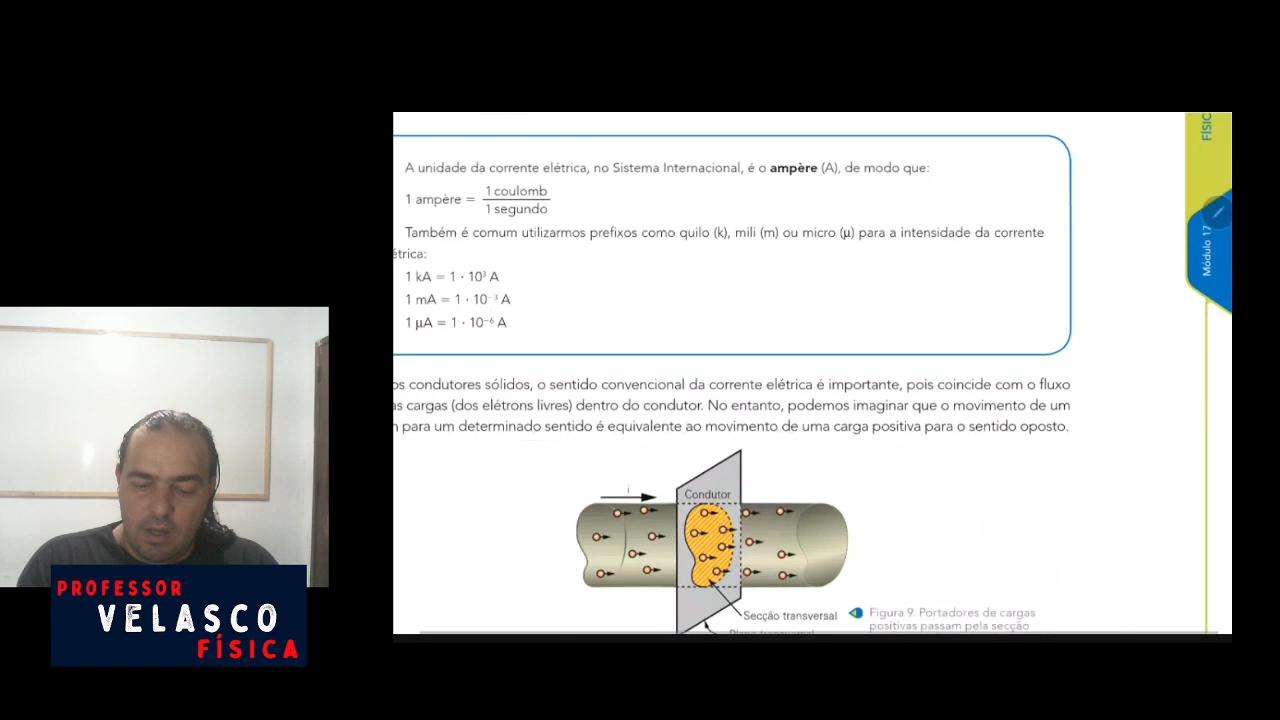 A unidade da corrente elétrica, no Sistema Internacional, é o ampère (A), de modo que:
1 ampère = 1 coulomb
1 segundo
Também é comum utilizarmos prefixos como quilo (k), mili (m) ou micro (µ) para a intensidade da corrente
étrica:
1 kA = 1 · 10³ A
1 mA = 1 · 10⁻³ A
1 µA = 1 · 10⁻⁶ A
os condutores sólidos, o sentido convencional da corrente elétrica é importante, pois coincide com o fluxo
as cargas (dos elétrons livres) dentro do condutor. No entanto, podemos imaginar que o movimento de um
para um determinado sentido é equivalente ao movimento de uma carga positiva para o sentido oposto.
i
Condutor
Secção transversal
Plano transversal
Figura 9. Portadores de cargas
positivas passam pela secção
FÍSIC
Módulo 17
PROFESSOR
VELASCO
FÍSICA